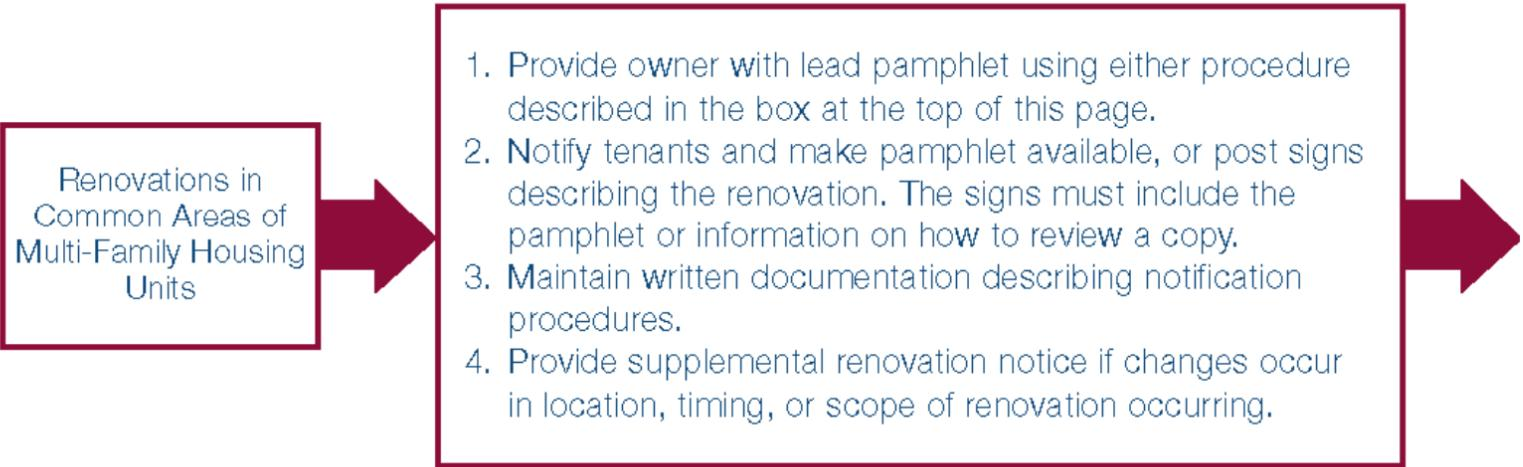 Renovations in
Common Areas of
Multi-Family Housing
Units
1. Provide owner with lead pamphlet using either procedure
described in the box at the top of this page.
2. Notify tenants and make pamphlet available, or post signs
describing the renovation. The signs must include the
pamphlet or information on how to review a copy.
3. Maintain written documentation describing notification
procedures.
4. Provide supplemental renovation notice if changes occur
in location, timing, or scope of renovation occurring.